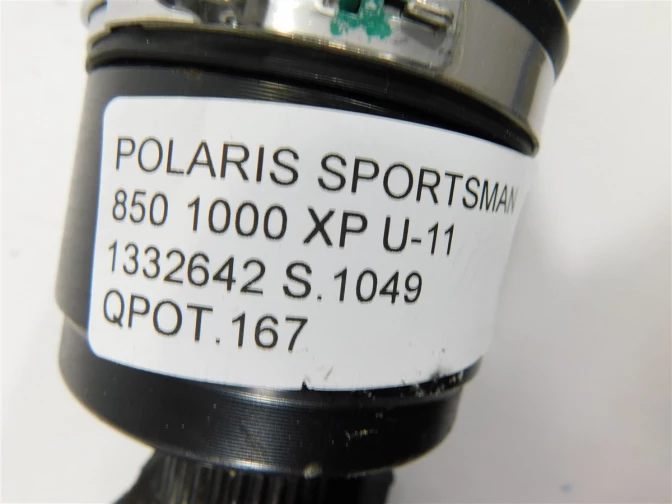 POLARIS SPORTSMAN
850 1000 XP U-11
1332642 S.1049
QPOT.167